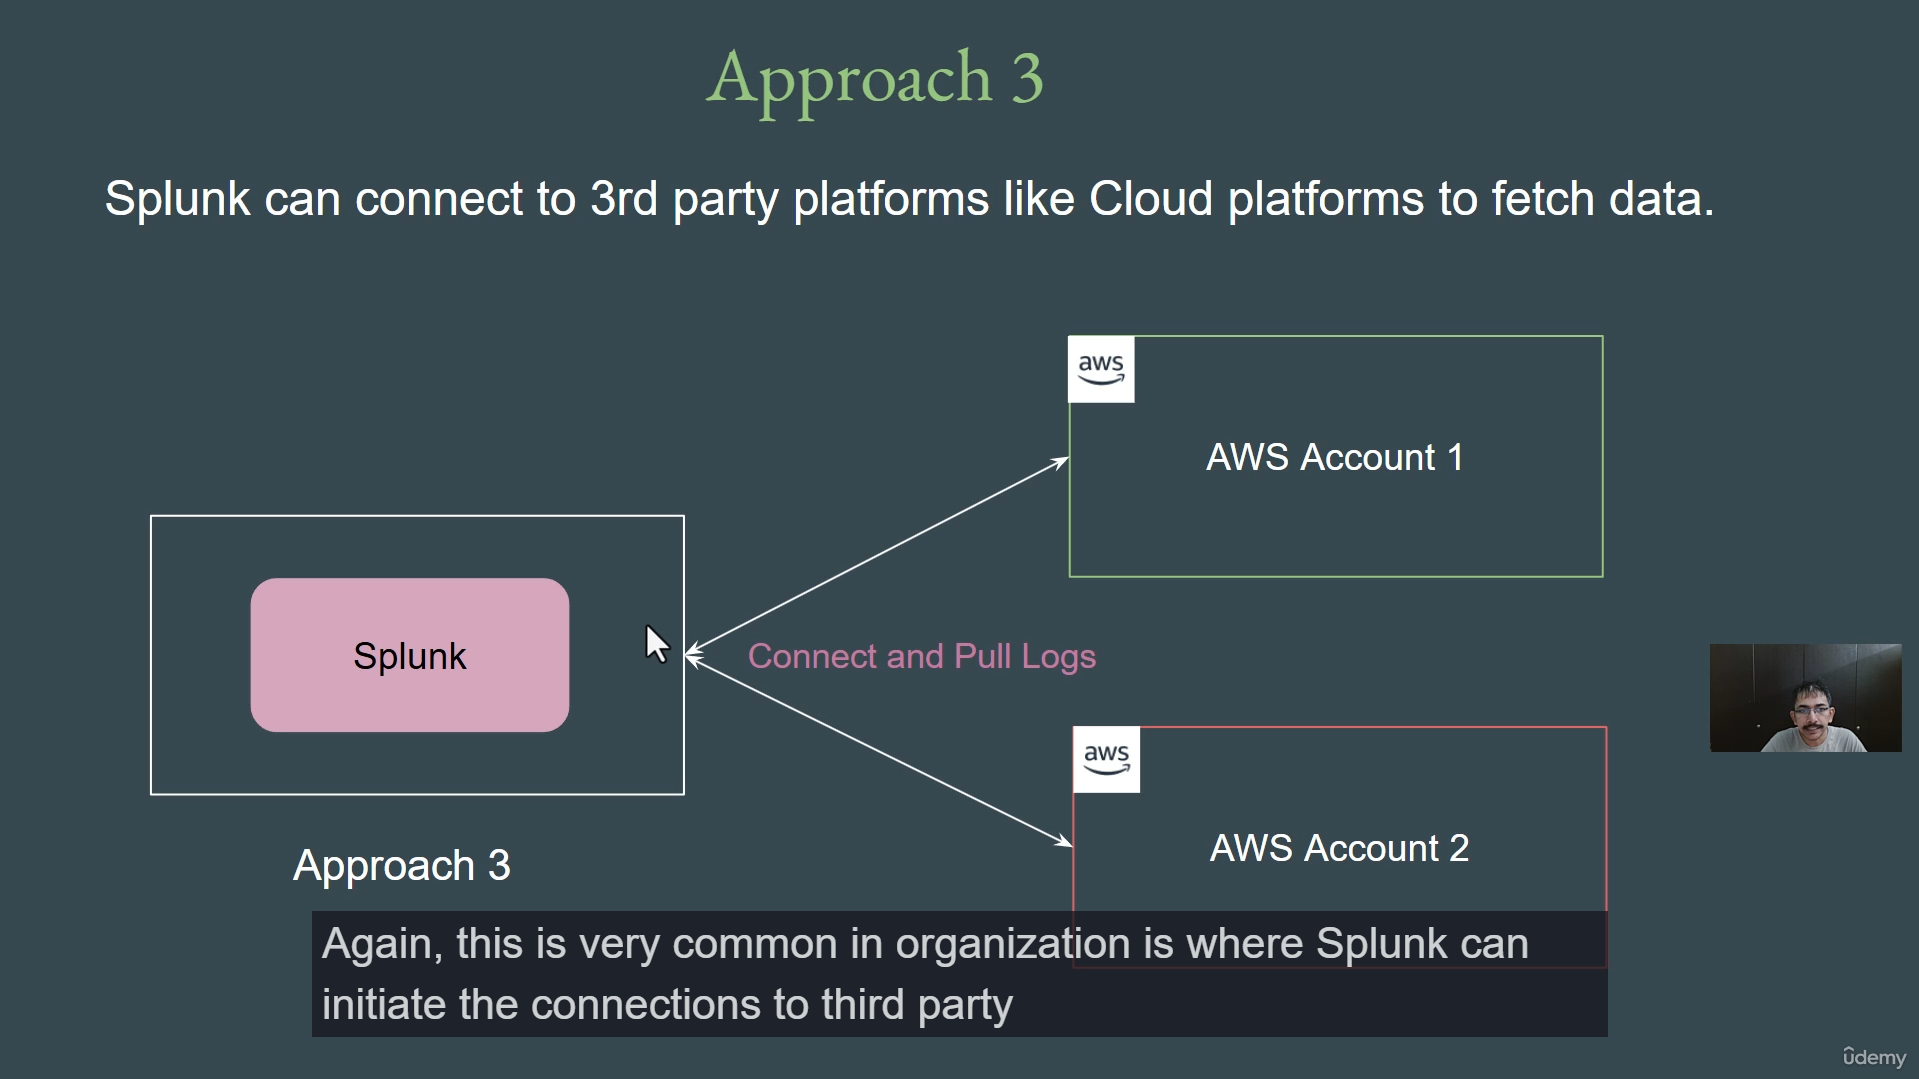 Approach 3
Splunk can connect to 3rd party platforms like Cloud platforms to fetch data.
aws
AWS Account 1
Splunk
Connect and Pull Logs
aws
AWS Account 2
Approach 3
Again, this is very common in organization is where Splunk can
initiate the connections to third party
ûdemy